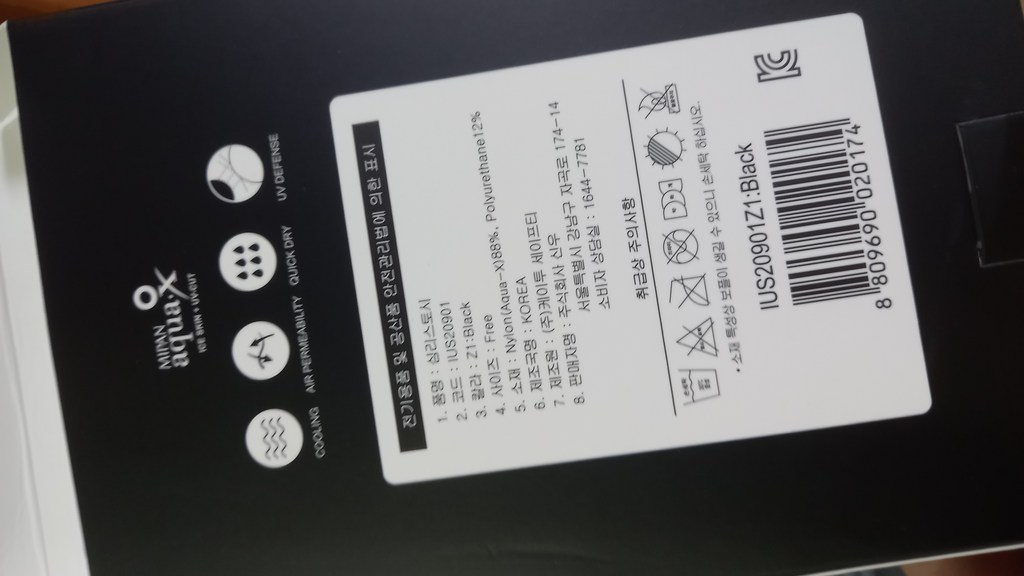 MIPAN
aqua-X
ICE SKIN + UV CUT
COOLING
AIR PERMEABILITY
QUICK DRY
UV DEFENSE
전기용품 및 공산품 안전관리법에 의한 표시
1. 품명 : 심리스토시
2. 코드 : IUS20901
3. 칼라 : Z1:Black
4. 사이즈 : Free
5. 소재 : Nylon(Aqua-X)88%, Polyurethane12%
6. 제조국명 : KOREA
7. 제조원 : (주)케이투 세이프티
8. 판매자명 : 주식회사 신우
서울특별시 강남구 자곡로 174-14
소비자 상담실 : 1644-7781
취급상 주의사항
• 소재 특성상 보풀이 생길 수 있으니 손세탁 하십시오.
IUS20901Z1:Black
8 809690 020174